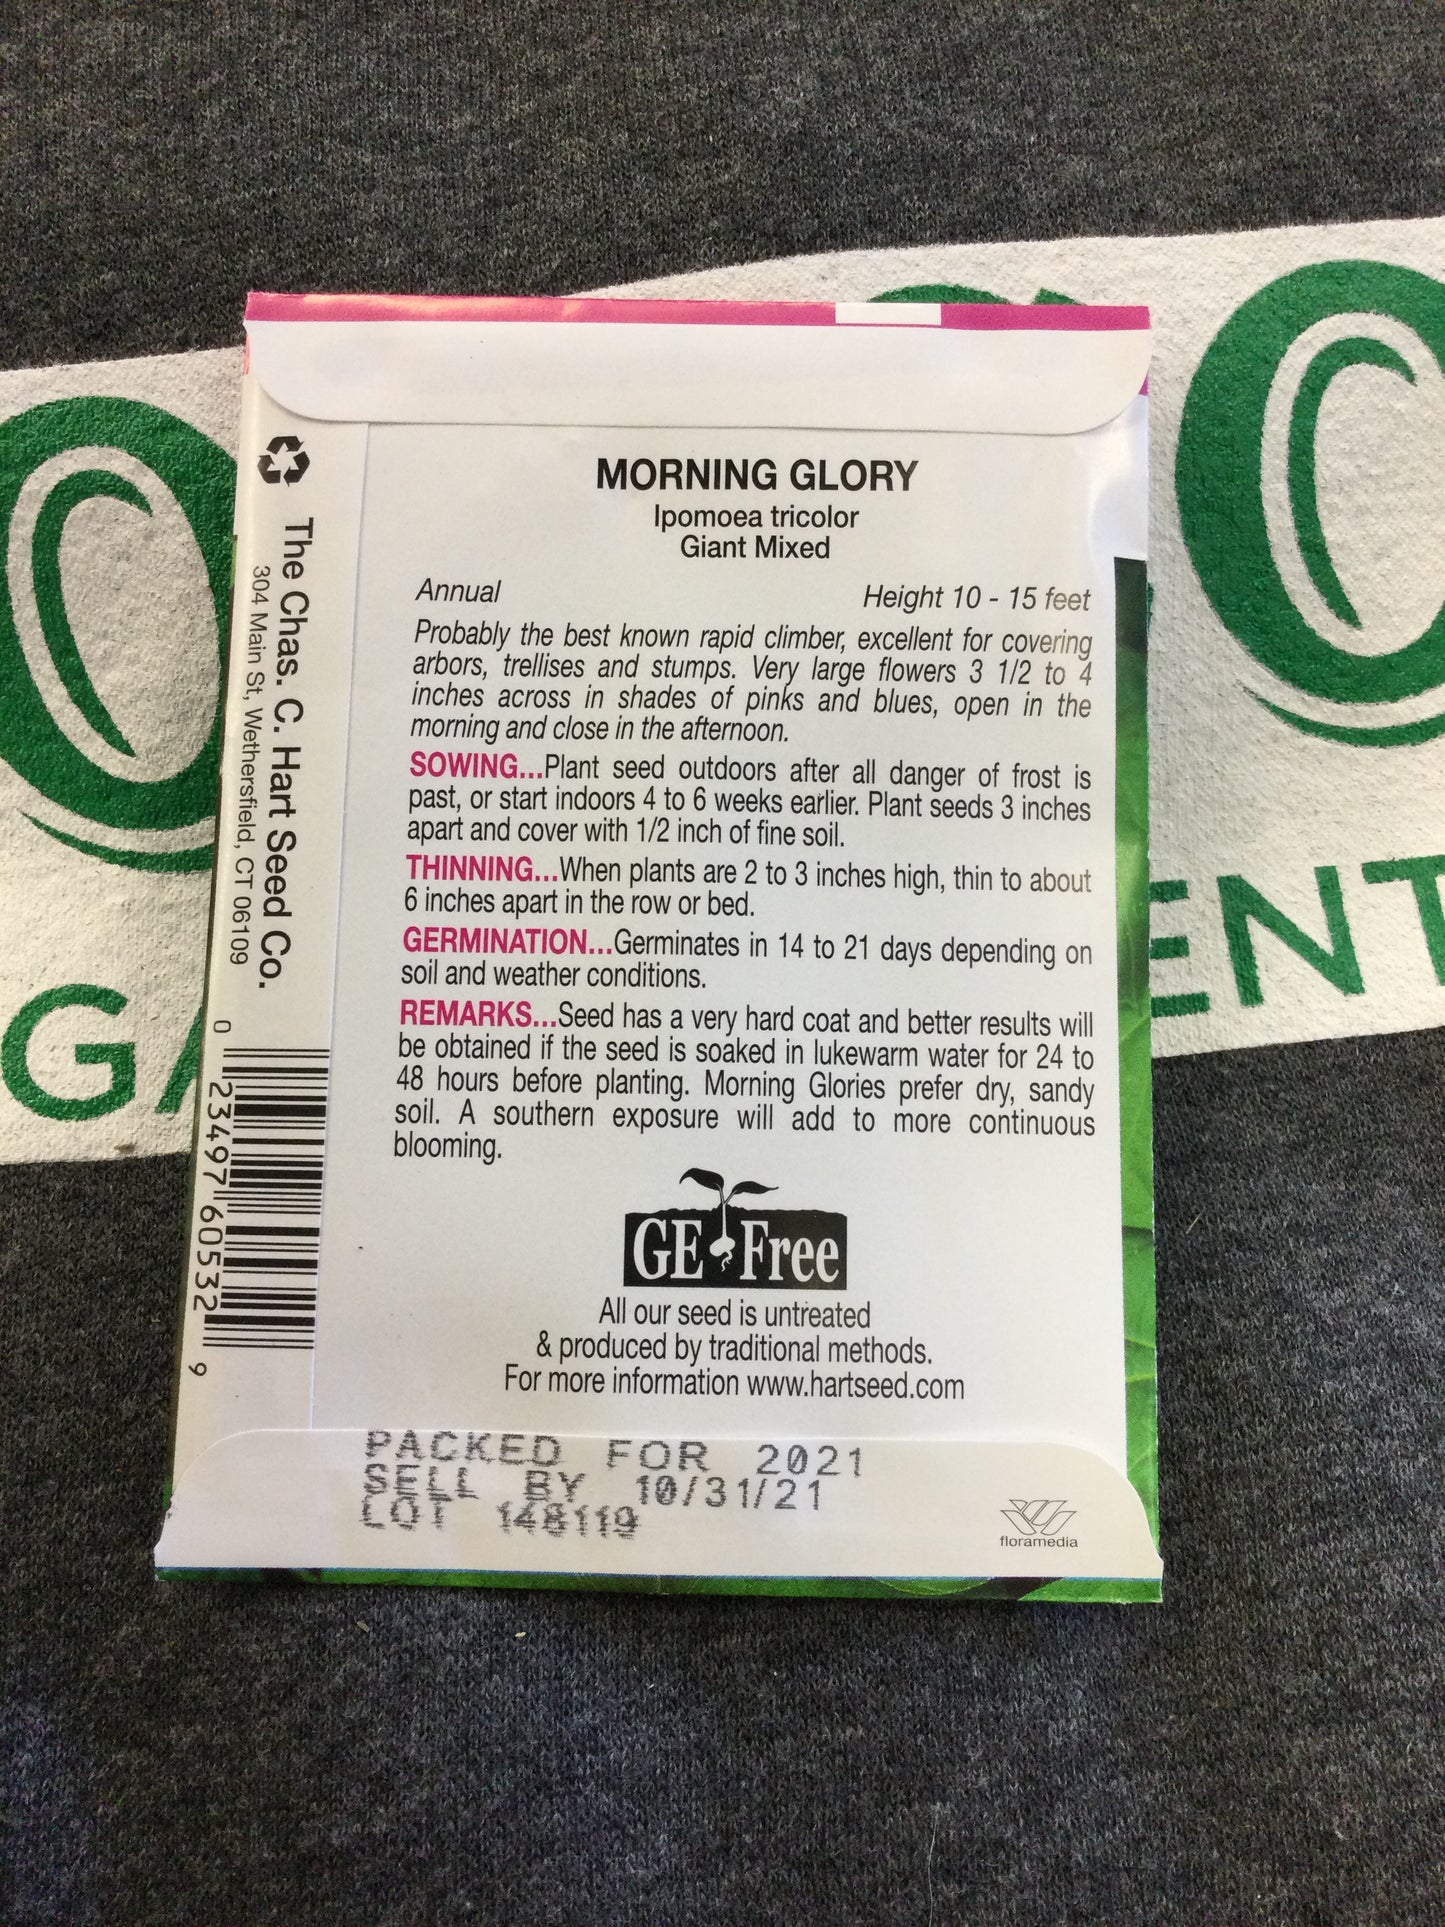 MORNING GLORY
Ipomoea tricolor
Giant Mixed
Annual Height 10 - 15 feet
Probably the best known rapid climber, excellent for covering
arbors, trellises and stumps. Very large flowers 3 1/2 to 4
inches across in shades of pinks and blues, open in the
morning and close in the afternoon.
SOWING...Plant seed outdoors after all danger of frost is
past, or start indoors 4 to 6 weeks earlier. Plant seeds 3 inches
apart and cover with 1/2 inch of fine soil.
THINNING...When plants are 2 to 3 inches high, thin to about
6 inches apart in the row or bed.
GERMINATION...Germinates in 14 to 21 days depending on
soil and weather conditions.
REMARKS...Seed has a very hard coat and better results will
be obtained if the seed is soaked in lukewarm water for 24 to
48 hours before planting. Morning Glories prefer dry, sandy
soil. A southern exposure will add to more continuous
blooming.
GE Free
All our seed is untreated
& produced by traditional methods.
For more information www.hartseed.com
PACKED FOR 2021
SELL BY 10/31/21
LOT 148119
floramedia
The Chas. C. Hart Seed Co.
304 Main St., Wethersfield, CT 06109
0 23497 60532 9